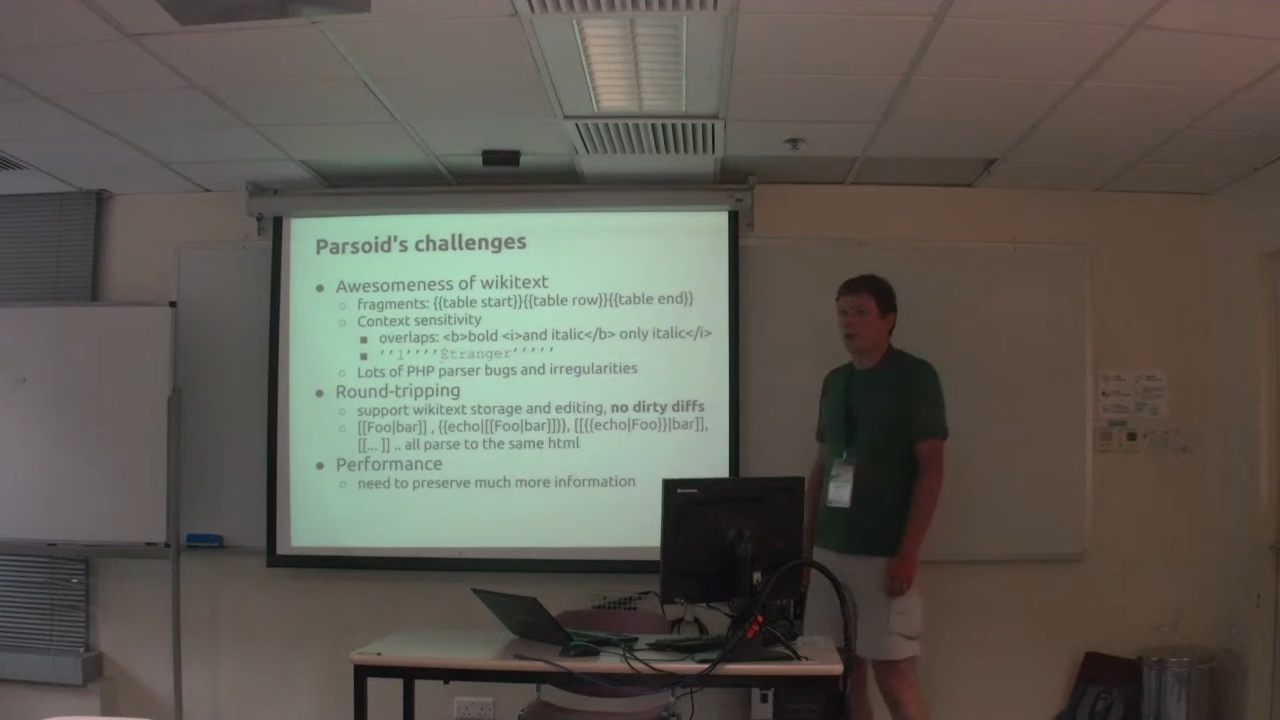 Parsoid's challenges
● Awesomeness of wikitext
○ fragments: {{table start}}{{table row}}{{table end}}
○ Context sensitivity
■ overlaps: <b>bold <i>and italic</b> only italic</i>
■ ''l''''Étranger'''''
○ Lots of PHP parser bugs and irregularities
● Round-tripping
○ support wikitext storage and editing, no dirty diffs
○ [[Foo|bar]] , {{echo|[[Foo|bar]]}}, [[{{echo|Foo}}|bar]],
[[... ]] .. all parse to the same html
● Performance
○ need to preserve much more information
lenovo